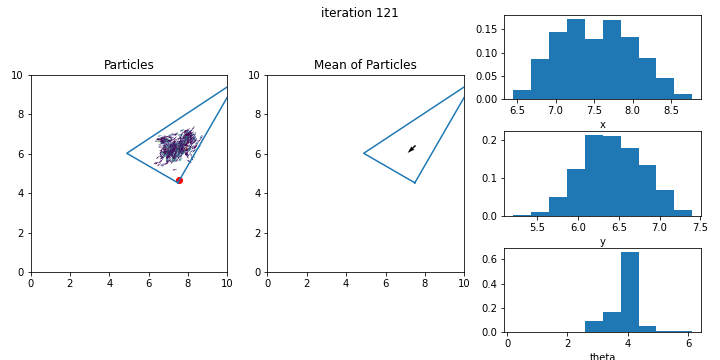 iteration 121
Particles
10
8
6
4
2
0
0 2 4 6 8 10
Mean of Particles
10
8
6
4
2
0
0 2 4 6 8 10
0.15
0.10
0.05
0.00
6.5 7.0 7.5 8.0 8.5
x
0.2
0.1
0.0
5.5 6.0 6.5 7.0 7.5
y
0.6
0.4
0.2
0.0
0 2 4 6
theta